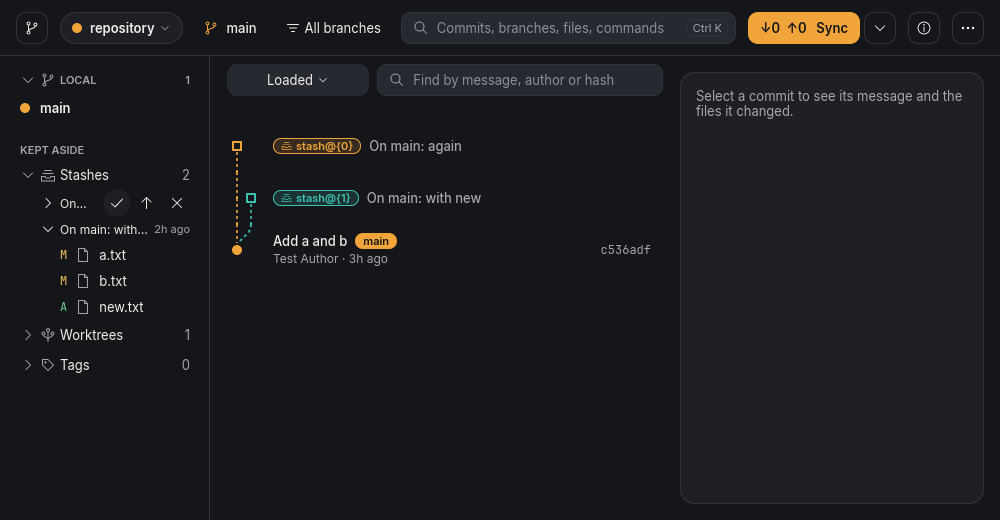 repository
main
All branches
Commits, branches, files, commands
Ctrl K
↓0 ↑0 Sync
LOCAL 1
main
KEPT ASIDE
Stashes 2
On...
On main: with... 2h ago
M a.txt
M b.txt
A new.txt
Worktrees 1
Tags 0
Loaded
Find by message, author or hash
stash@{0} On main: again
stash@{1} On main: with new
Add a and b main
Test Author · 3h ago
c536adf
Select a commit to see its message and the
files it changed.